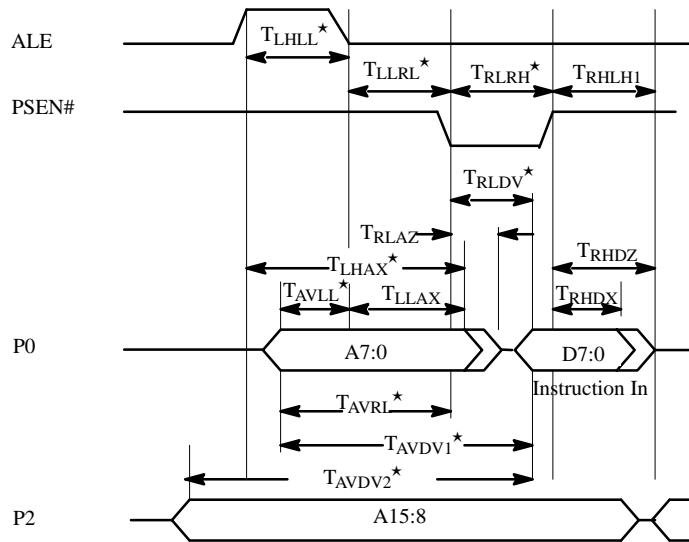 ALE
TLHLL★
TLLRL★ TRLRH★ TRHLH1
PSEN#
TRLDV★
TRLAZ
TLHAX★ TRHDZ
TAVLL★ TLLAX TRHDX
P0 A7:0 D7:0
Instruction In
TAVRL★
TAVDV1★
TAVDV2★
P2 A15:8